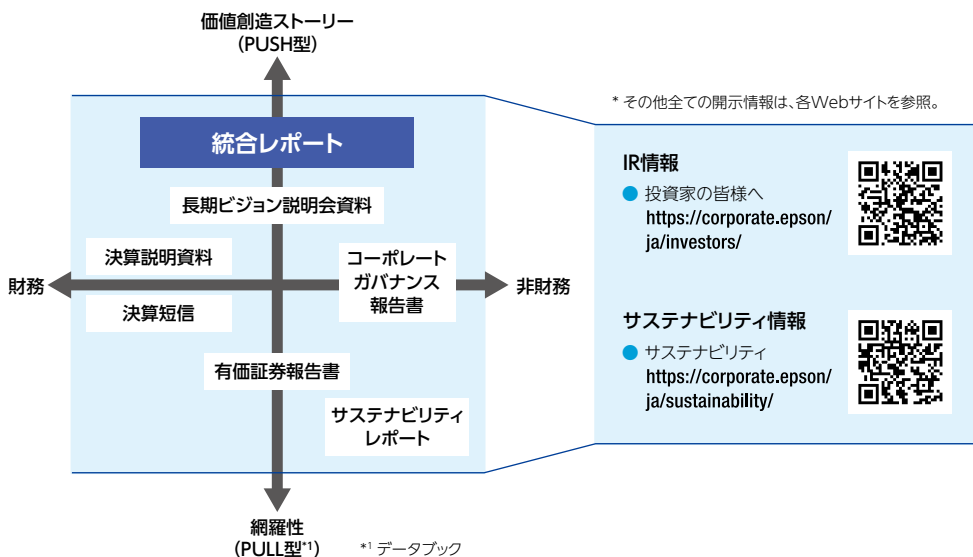 価値創造ストーリー
（PUSH型）
* その他全ての開示情報は、各Webサイトを参照。
統合レポート
長期ビジョン説明会資料
決算説明資料
コーポレート
ガバナンス
報告書
財務
非財務
決算短信
有価証券報告書
サステナビリティ
レポート
網羅性
（PULL型*1）
*1 データブック
IR情報
● 投資家の皆様へ
https://corporate.epson/
ja/investors/
サステナビリティ情報
● サステナビリティ
https://corporate.epson/
ja/sustainability/